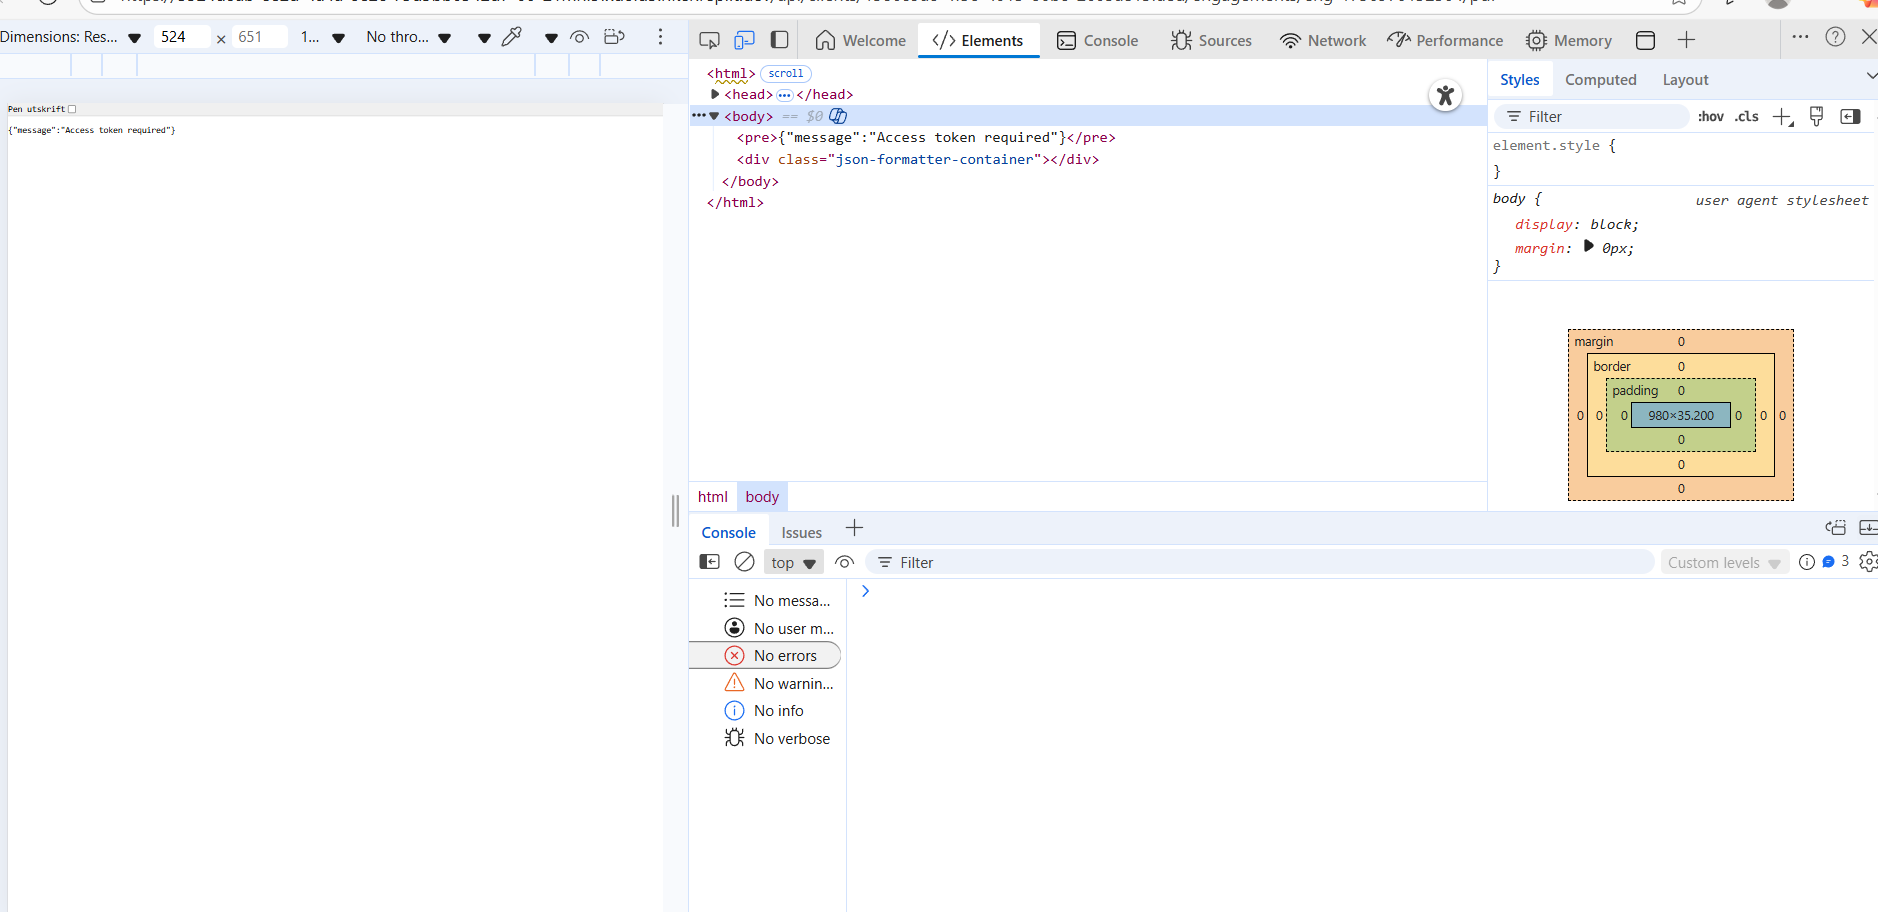 Dimensions: Res... 524 × 651 1... No thro...
Welcome Elements Console Sources Network Performance Memory
Pen utskrift
{"message":"Access token required"}
<html> scroll
<head> ... </head>
... <body> == $0
<pre>{"message":"Access token required"}</pre>
<div class="json-formatter-container"></div>
</body>
</html>
html body
Styles Computed Layout
Filter :hov .cls
element.style {
}
body { user agent stylesheet
display: block;
margin: 0px;
}
margin 0
border 0
padding 0
0 0 0 980×35.200 0 0 0
0
0
0
Console Issues
top Filter Custom levels 3
No messa...
No user m...
No errors
No warnin...
No info
No verbose